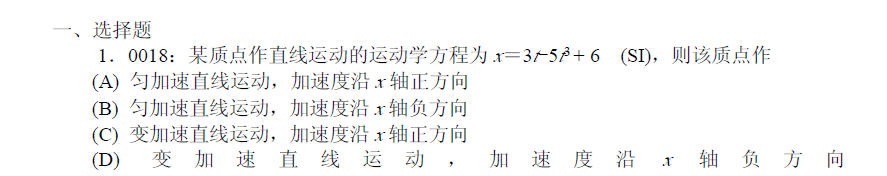 一、选择题
1．0018：某质点作直线运动的运动学方程为 x＝3t-5t³ + 6 (SI)，则该质点作
(A) 匀加速直线运动，加速度沿 x 轴正方向
(B) 匀加速直线运动，加速度沿 x 轴负方向
(C) 变加速直线运动，加速度沿 x 轴正方向
(D) 变加速直线运动，加速度沿 x 轴负方向